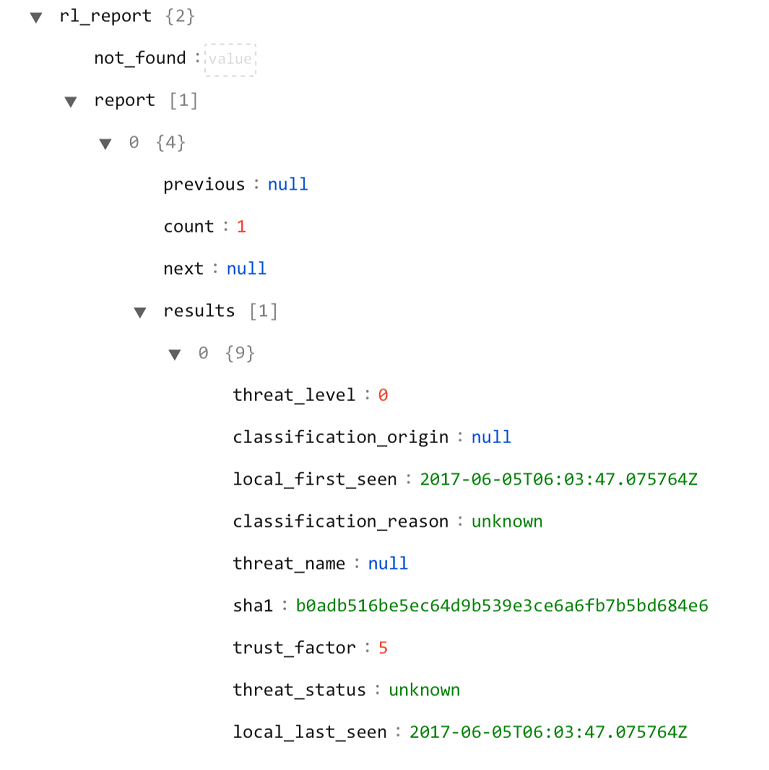 ▼ rl_report {2}
not_found : value
▼ report [1]
▼ 0 {4}
previous : null
count : 1
next : null
▼ results [1]
▼ 0 {9}
threat_level : 0
classification_origin : null
local_first_seen : 2017-06-05T06:03:47.075764Z
classification_reason : unknown
threat_name : null
sha1 : b0adb516be5ec64d9b539e3ce6a6fb7b5bd684e6
trust_factor : 5
threat_status : unknown
local_last_seen : 2017-06-05T06:03:47.075764Z